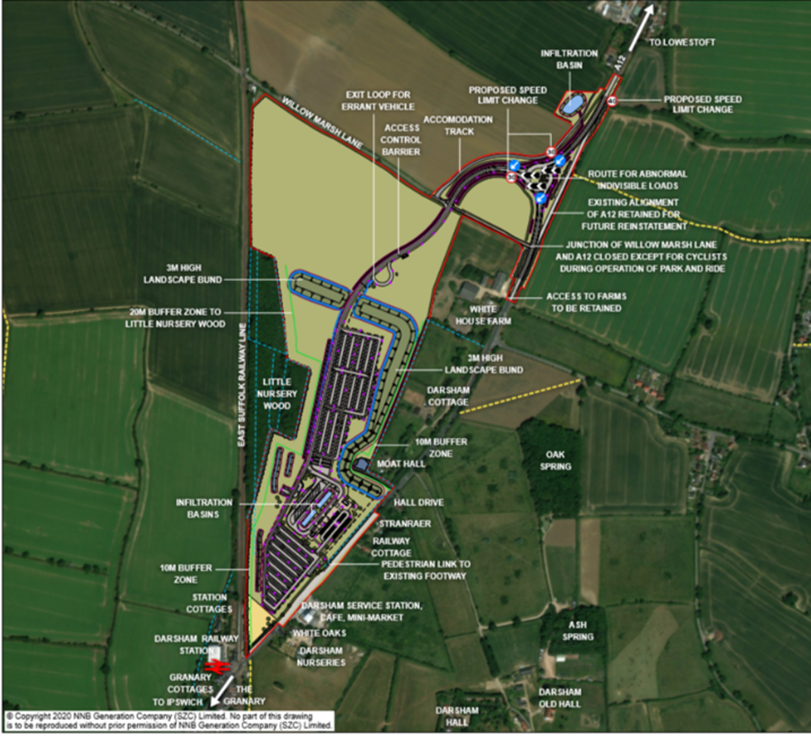 TO LOWESTOFT
A12
INFILTRATION
BASIN
EXIT LOOP FOR
ERRANT VEHICLE
PROPOSED SPEED
LIMIT CHANGE
PROPOSED SPEED
LIMIT CHANGE
WILLOW MARSH LANE
ACCESS
CONTROL
BARRIER
ACCOMODATION
TRACK
ROUTE FOR ABNORMAL
INDIVISIBLE LOADS
EXISTING ALIGNMENT
OF A12 RETAINED FOR
FUTURE REINSTATEMENT
JUNCTION OF WILLOW MARSH LANE
AND A12 CLOSED EXCEPT FOR CYCLISTS
DURING OPERATION OF PARK AND RIDE
3M HIGH
LANDSCAPE BUND
ACCESS TO FARMS
TO BE RETAINED
20M BUFFER ZONE TO
LITTLE NURSERY WOOD
WHITE
HOUSE FARM
EAST SUFFOLK RAILWAY LINE
3M HIGH
LANDSCAPE BUND
LITTLE
NURSERY
WOOD
DARSHAM
COTTAGE
10M BUFFER
ZONE
MOAT HALL
OAK
SPRING
INFILTRATION
BASINS
HALL DRIVE
STRANRAER
RAILWAY
COTTAGE
PEDESTRIAN LINK TO
EXISTING FOOTWAY
10M BUFFER
ZONE
STATION
COTTAGES
DARSHAM SERVICE STATION,
CAFE, MINI-MARKET
WHITE OAKS
ASH
SPRING
DARSHAM RAILWAY
STATION
DARSHAM
NURSERIES
GRANARY
COTTAGES
THE
GRANARY
TO IPSWICH
DARSHAM
OLD HALL
DARSHAM
HALL
© Copyright 2020 NNB Generation Company (SZC) Limited. No part of this drawing
is to be reproduced without prior permission of NNB Generation Company (SZC) Limited.